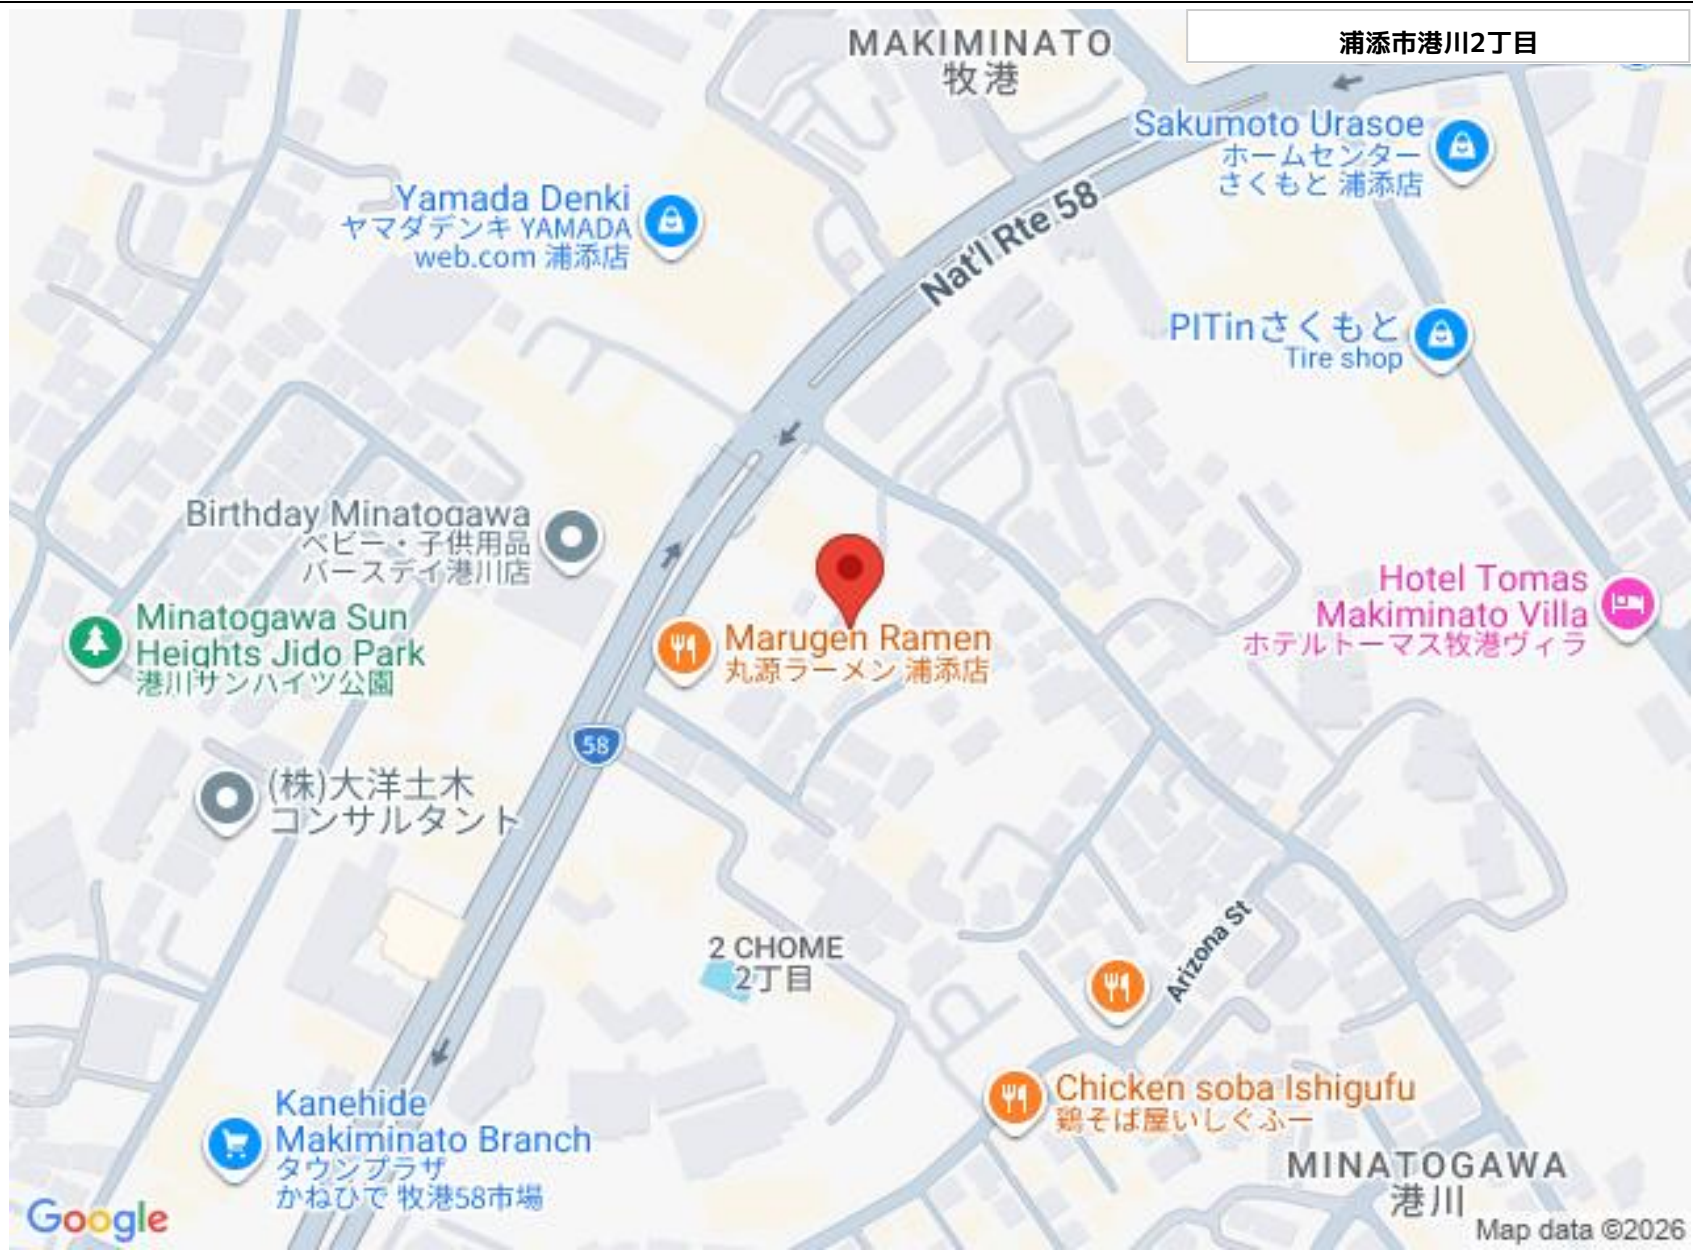 浦添市港川2丁目
MAKIMINATO
牧港
Sakumoto Urasoe
ホームセンター
さくもと 浦添店
Yamada Denki
ヤマダデンキ YAMADA
web.com 浦添店
Nat'l Rte 58
PITinさくもと
Tire shop
Birthday Minatogawa
ベビー・子供用品
バースデイ港川店
Hotel Tomas
Makiminato Villa
ホテルトーマス牧港ヴィラ
Minatogawa Sun
Heights Jido Park
港川サンハイツ公園
Marugen Ramen
丸源ラーメン 浦添店
58
(株)大洋土木
コンサルタント
2 CHOME
2丁目
Arizona St
Chicken soba Ishigufu
鶏そば屋いしぐふー
Kanehide
Makiminato Branch
タウンプラザ
かねひで 牧港58市場
MINATOGAWA
港川
Google
Map data ©2026